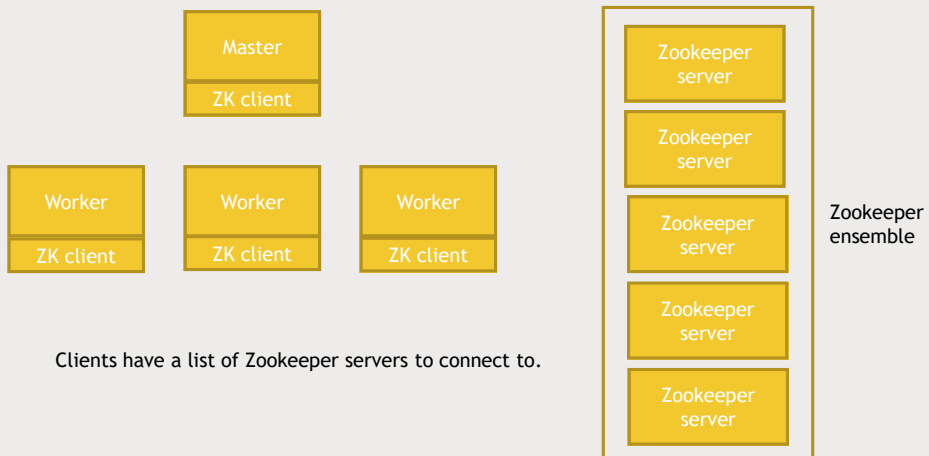 Master
ZK client
Worker
ZK client
Worker
ZK client
Worker
ZK client
Clients have a list of Zookeeper servers to connect to.
Zookeeper
server
Zookeeper
server
Zookeeper
server
Zookeeper
server
Zookeeper
server
Zookeeper
ensemble